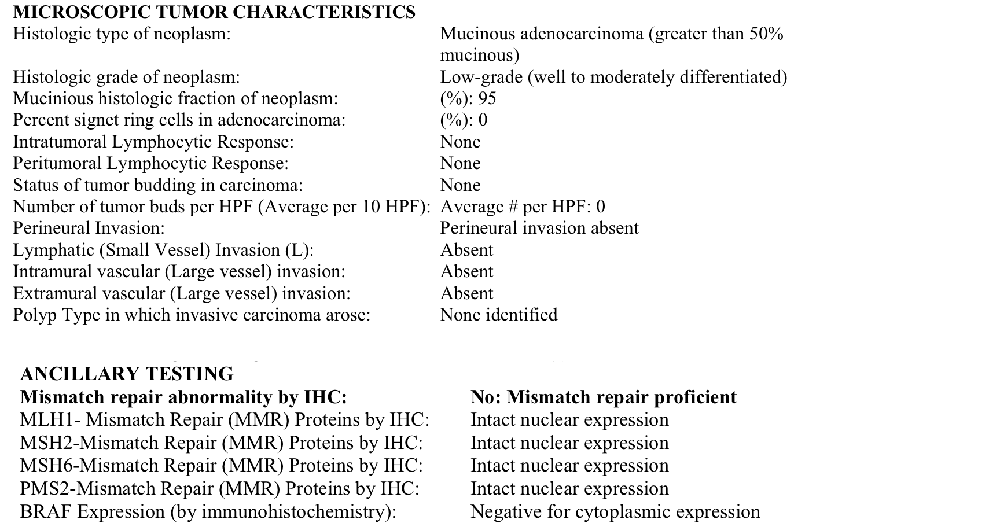 MICROSCOPIC TUMOR CHARACTERISTICS
Histologic type of neoplasm: Mucinous adenocarcinoma (greater than 50%
mucinous)
Histologic grade of neoplasm: Low-grade (well to moderately differentiated)
Mucinious histologic fraction of neoplasm: (%): 95
Percent signet ring cells in adenocarcinoma: (%): 0
Intratumoral Lymphocytic Response: None
Peritumoral Lymphocytic Response: None
Status of tumor budding in carcinoma: None
Number of tumor buds per HPF (Average per 10 HPF): Average # per HPF: 0
Perineural Invasion: Perineural invasion absent
Lymphatic (Small Vessel) Invasion (L): Absent
Intramural vascular (Large vessel) invasion: Absent
Extramural vascular (Large vessel) invasion: Absent
Polyp Type in which invasive carcinoma arose: None identified
ANCILLARY TESTING
Mismatch repair abnormality by IHC: No: Mismatch repair proficient
MLH1- Mismatch Repair (MMR) Proteins by IHC: Intact nuclear expression
MSH2-Mismatch Repair (MMR) Proteins by IHC: Intact nuclear expression
MSH6-Mismatch Repair (MMR) Proteins by IHC: Intact nuclear expression
PMS2-Mismatch Repair (MMR) Proteins by IHC: Intact nuclear expression
BRAF Expression (by immunohistochemistry): Negative for cytoplasmic expression